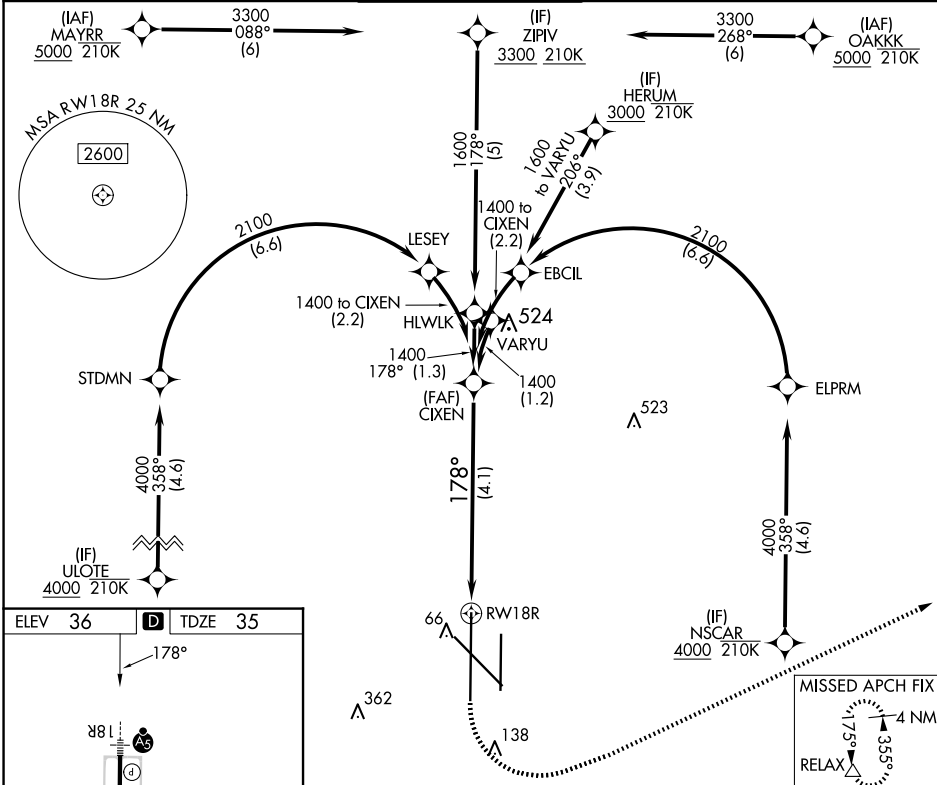 (IAF)
MAYRR
5000 210K
3300
088°
(6)
(IF)
ZIPIV
3300 210K
3300
268°
(6)
(IAF)
OAKKK
5000 210K
MSA RW18R 25 NM
2600
1600
178°
(5)
(IF)
HERUM
3000 210K
1600
to VARYU
206°
(3.9)
2100
(6.6)
LESEY
1400 to
CIXEN
(2.2)
EBCIL
2100
(6.6)
1400 to CIXEN
(2.2)
HLWLK
524
VARYU
1400
178° (1.3)
1400
(1.2)
STDMN
(FAF)
CIXEN
ELPRM
523
4000
358°
(4.6)
178°
(4.1)
4000
358°
(4.6)
(IF)
ULOTE
4000 210K
RW18R
66
(IF)
NSCAR
4000 210K
ELEV 36 D TDZE 35
178°
18R
A5
P
362
138
MISSED APCH FIX
4 NM
175°
355°
RELAX